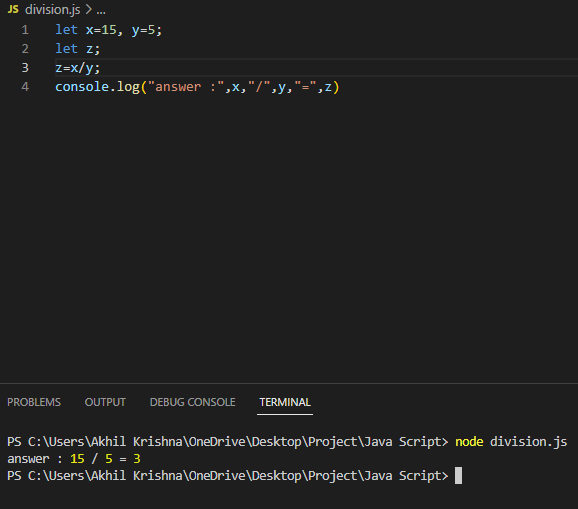 JS division.js > ...
1 let x=15, y=5;
2 let z;
3 z=x/y;
4 console.log("answer :",x,"/",y,"=",z)
PROBLEMS OUTPUT DEBUG CONSOLE TERMINAL
PS C:\Users\Akhil Krishna\OneDrive\Desktop\Project\Java Script> node division.js
answer : 15 / 5 = 3
PS C:\Users\Akhil Krishna\OneDrive\Desktop\Project\Java Script>